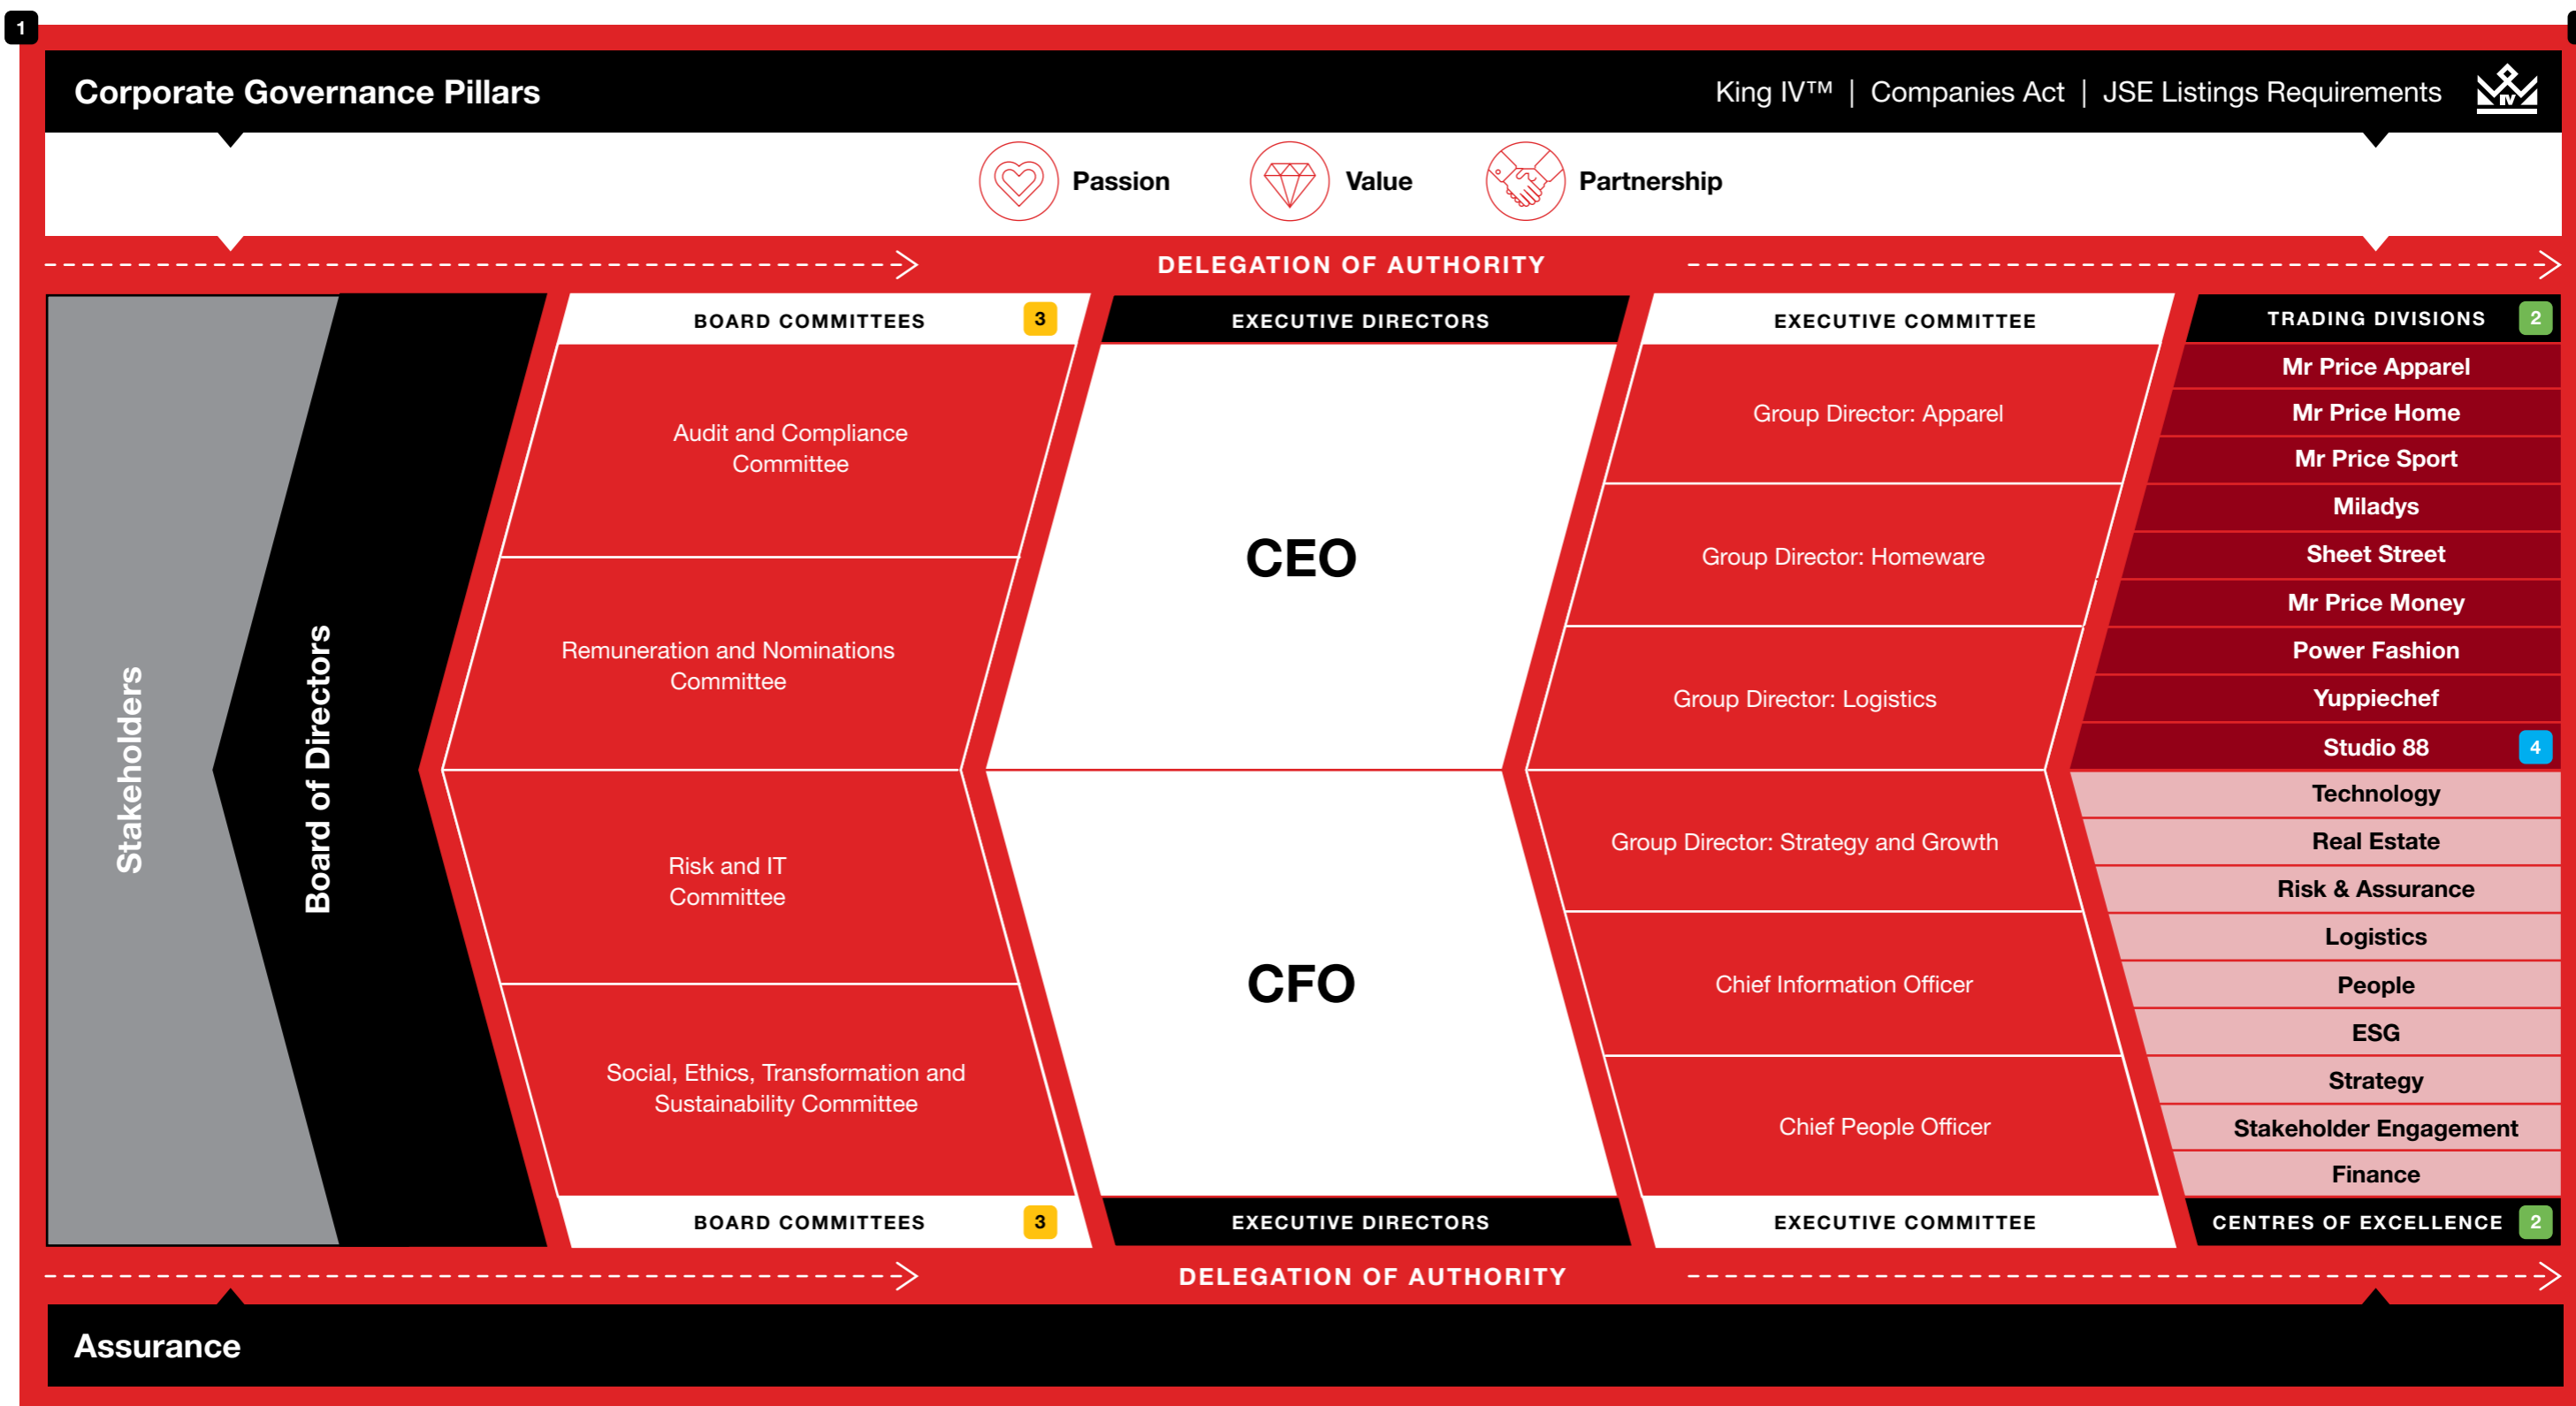 1
Corporate Governance Pillars
King IV™ | Companies Act | JSE Listings Requirements
IV
Passion
Value
Partnership
DELEGATION OF AUTHORITY
Stakeholders
Board of Directors
BOARD COMMITTEES
3
Audit and Compliance
Committee
Remuneration and Nominations
Committee
Risk and IT
Committee
Social, Ethics, Transformation and
Sustainability Committee
BOARD COMMITTEES
3
EXECUTIVE DIRECTORS
CEO
CFO
EXECUTIVE DIRECTORS
EXECUTIVE COMMITTEE
Group Director: Apparel
Group Director: Homeware
Group Director: Logistics
Group Director: Strategy and Growth
Chief Information Officer
Chief People Officer
EXECUTIVE COMMITTEE
TRADING DIVISIONS
2
Mr Price Apparel
Mr Price Home
Mr Price Sport
Miladys
Sheet Street
Mr Price Money
Power Fashion
Yuppiechef
Studio 88
4
Technology
Real Estate
Risk & Assurance
Logistics
People
ESG
Strategy
Stakeholder Engagement
Finance
CENTRES OF EXCELLENCE
2
DELEGATION OF AUTHORITY
Assurance